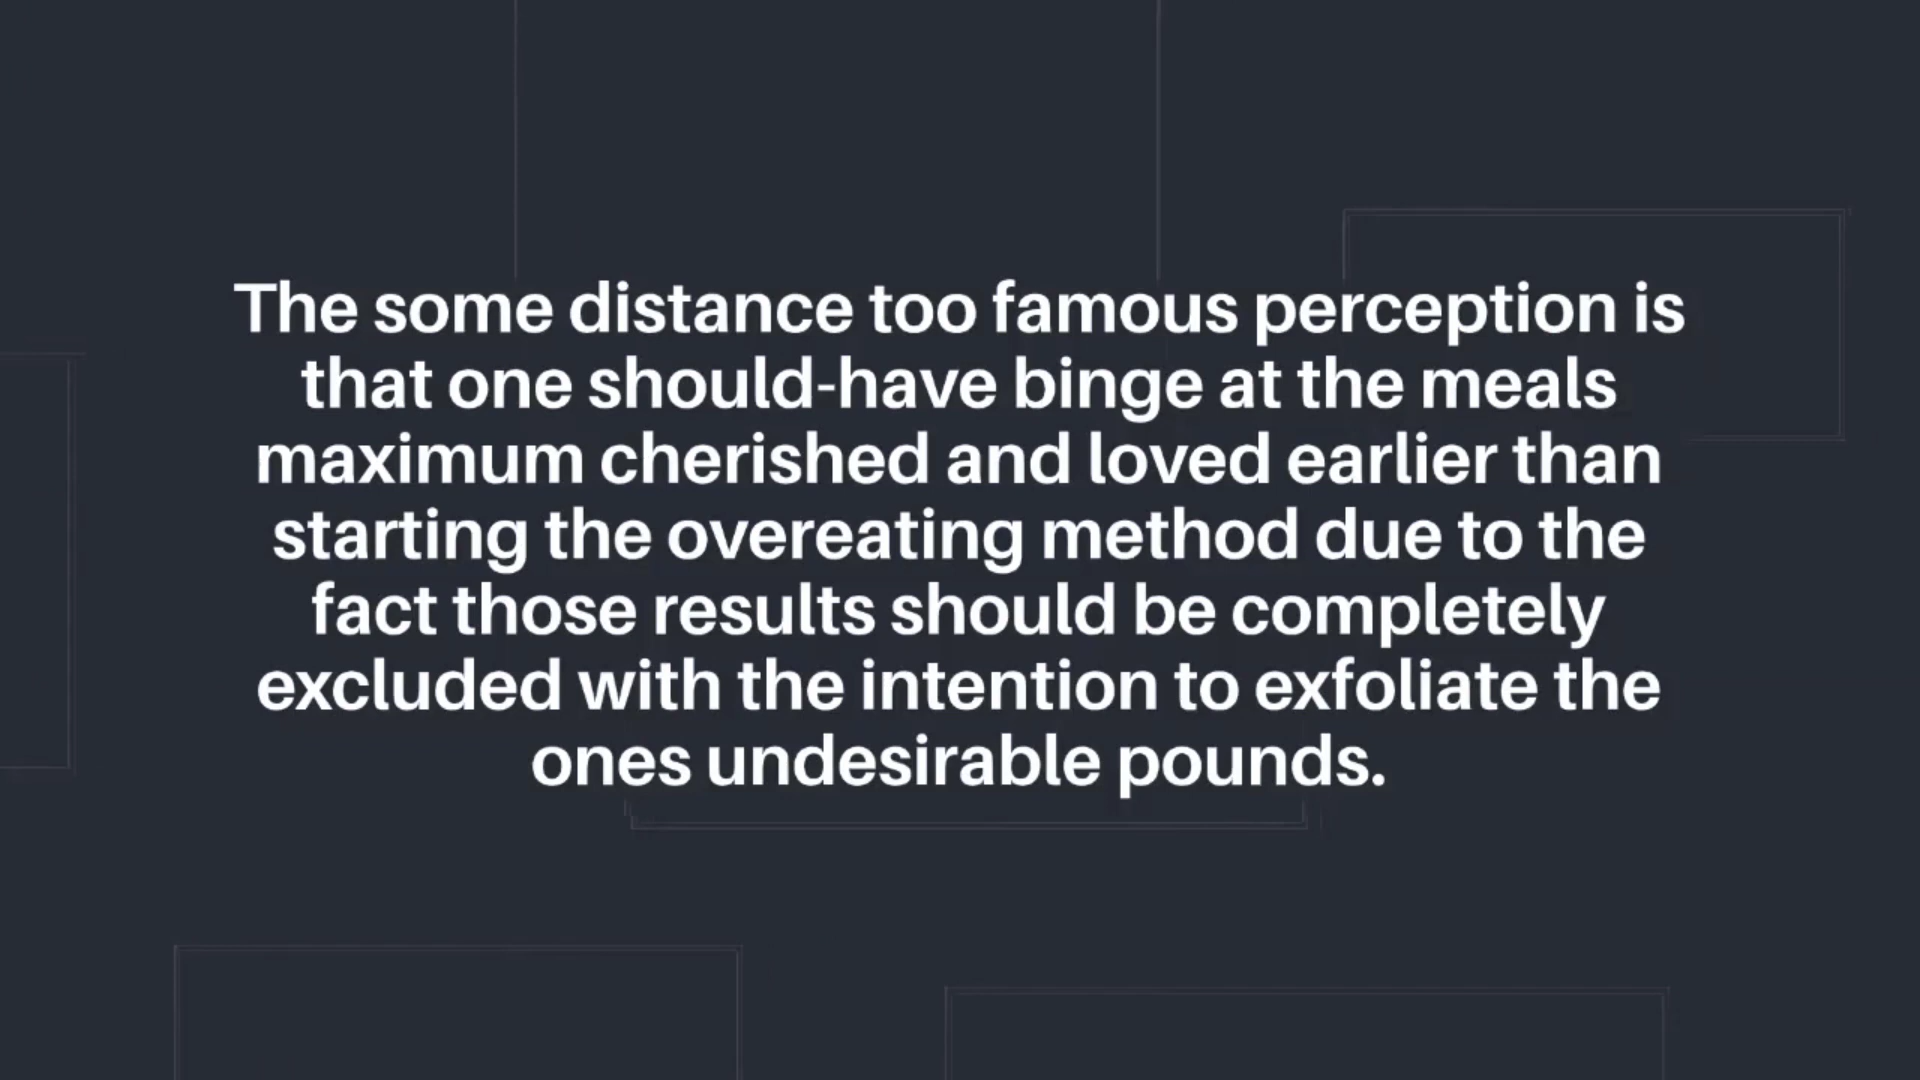 The some distance too famous perception is
that one should-have binge at the meals
maximum cherished and loved earlier than
starting the overeating method due to the
fact those results should be completely
excluded with the intention to exfoliate the
ones undesirable pounds.